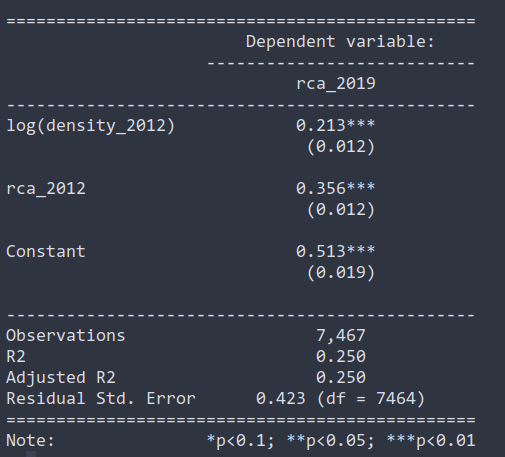 ===============================================
Dependent variable:
---------------------------
rca_2019
-----------------------------------------------
log(density_2012) 0.213***
(0.012)
rca_2012 0.356***
(0.012)
Constant 0.513***
(0.019)
-----------------------------------------------
Observations 7,467
R2 0.250
Adjusted R2 0.250
Residual Std. Error 0.423 (df = 7464)
===============================================
Note: *p<0.1; **p<0.05; ***p<0.01